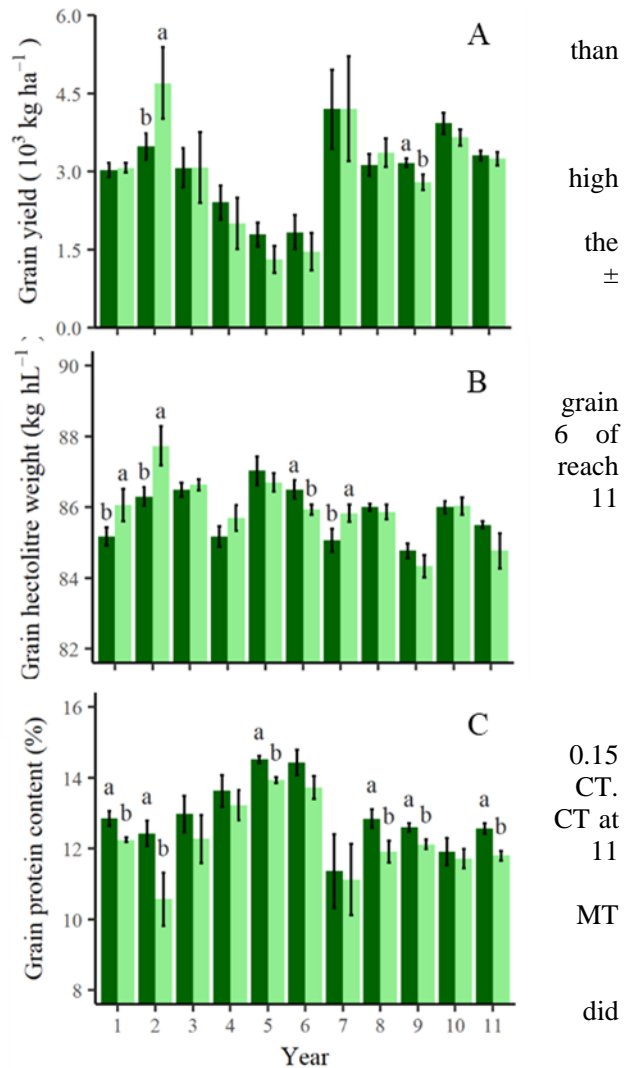 6.0
A
than
a
4.5
b
a
b
3.0
high
1.5
the
±
0.0
Grain yield ( 10³ kg ha⁻¹)
90
B
a
88
grain
6 of
a
b
a
b
a
b
b
86
reach
11
84
82
Grain hectolitre weight (kg hL⁻¹)
16
C
a
b
0.15
14
CT.
a
b
a
a
b
a
b
a
b
CT at
12
11
b
10
MT
8
Grain protein content (%)
1 2 3 4 5 6 7 8 9 10 11
did
Year